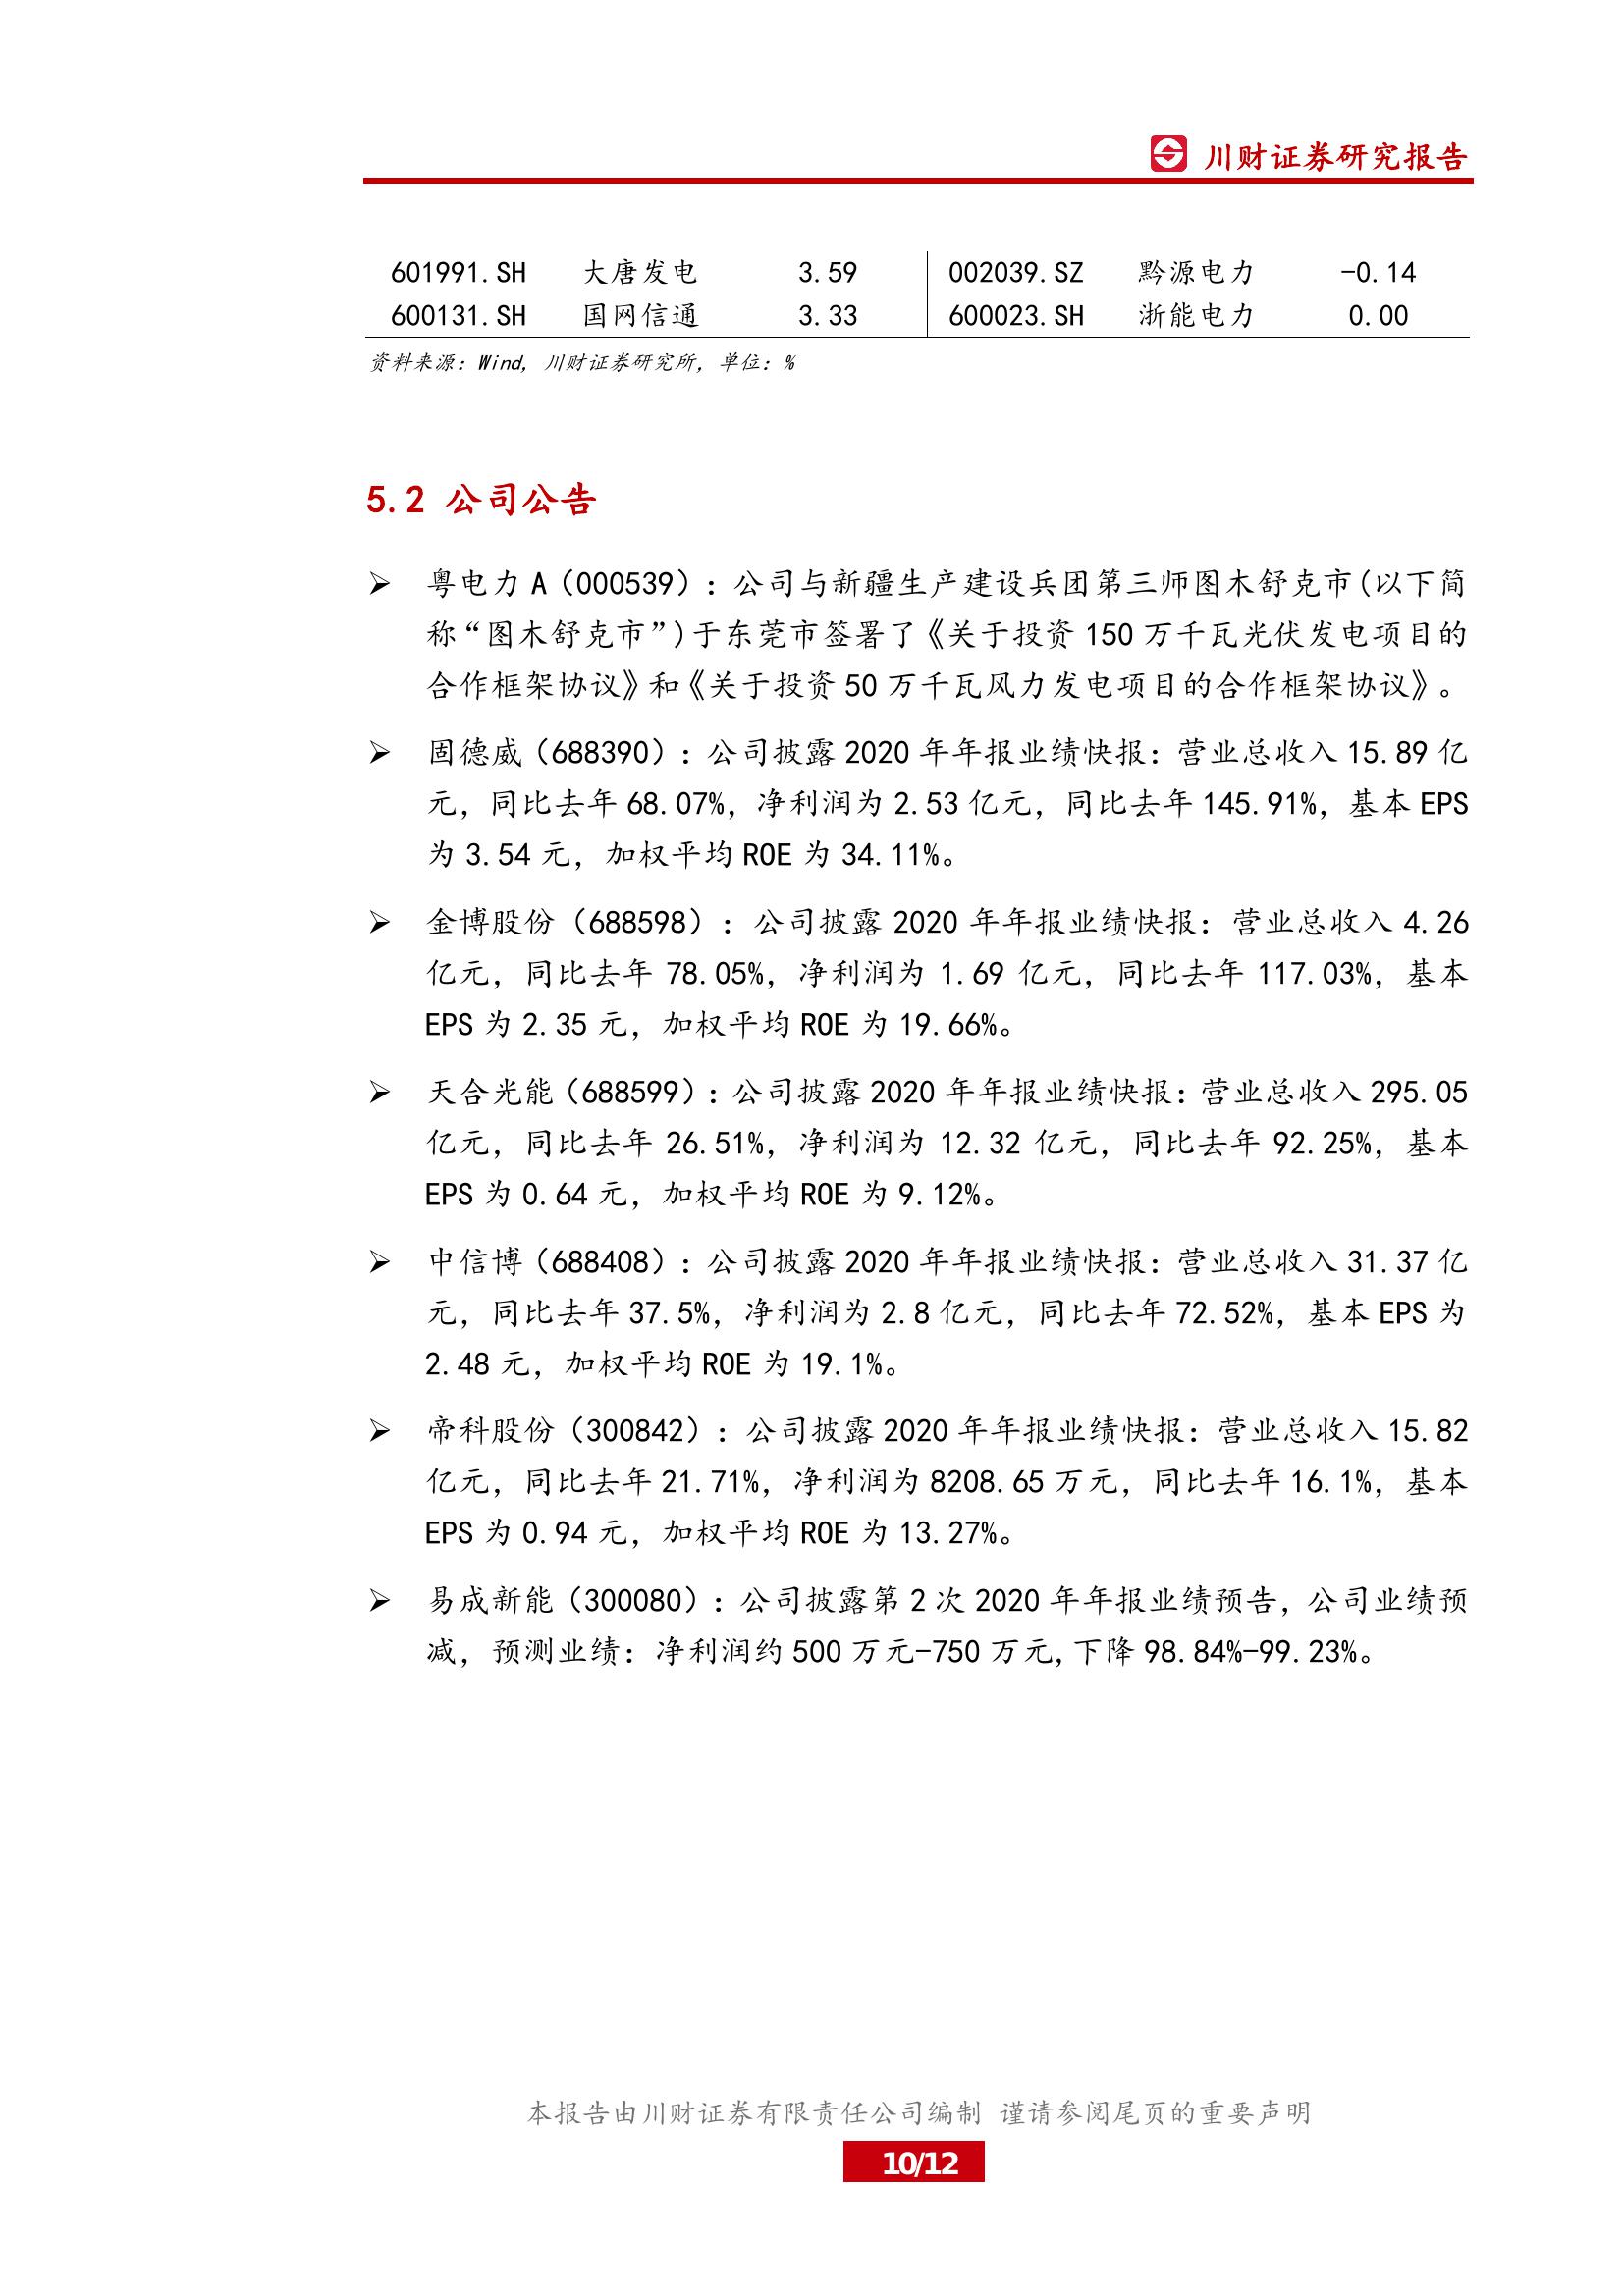 川财证券研究报告
601991.SH 大唐发电 3.59 002039.SZ 黔源电力 -0.14
600131.SH 国网信通 3.33 600023.SH 浙能电力 0.00
资料来源：Wind，川财证券研究所，单位：%
5.2 公司公告
➢ 粤电力 A（000539）：公司与新疆生产建设兵团第三师图木舒克市(以下简
称“图木舒克市”)于东莞市签署了《关于投资 150 万千瓦光伏发电项目的
合作框架协议》和《关于投资 50 万千瓦风力发电项目的合作框架协议》。
➢ 固德威（688390）：公司披露 2020 年年报业绩快报：营业总收入 15.89 亿
元，同比去年 68.07%，净利润为 2.53 亿元，同比去年 145.91%，基本 EPS
为 3.54 元，加权平均 ROE 为 34.11%。
➢ 金博股份（688598）：公司披露 2020 年年报业绩快报：营业总收入 4.26
亿元，同比去年 78.05%，净利润为 1.69 亿元，同比去年 117.03%，基本
EPS 为 2.35 元，加权平均 ROE 为 19.66%。
➢ 天合光能（688599）：公司披露 2020 年年报业绩快报：营业总收入 295.05
亿元，同比去年 26.51%，净利润为 12.32 亿元，同比去年 92.25%，基本
EPS 为 0.64 元，加权平均 ROE 为 9.12%。
➢ 中信博（688408）：公司披露 2020 年年报业绩快报：营业总收入 31.37 亿
元，同比去年 37.5%，净利润为 2.8 亿元，同比去年 72.52%，基本 EPS 为
2.48 元，加权平均 ROE 为 19.1%。
➢ 帝科股份（300842）：公司披露 2020 年年报业绩快报：营业总收入 15.82
亿元，同比去年 21.71%，净利润为 8208.65 万元，同比去年 16.1%，基本
EPS 为 0.94 元，加权平均 ROE 为 13.27%。
➢ 易成新能（300080）：公司披露第 2 次 2020 年年报业绩预告，公司业绩预
减，预测业绩：净利润约 500 万元-750 万元,下降 98.84%-99.23%。
本报告由川财证券有限责任公司编制 谨请参阅尾页的重要声明
10/12